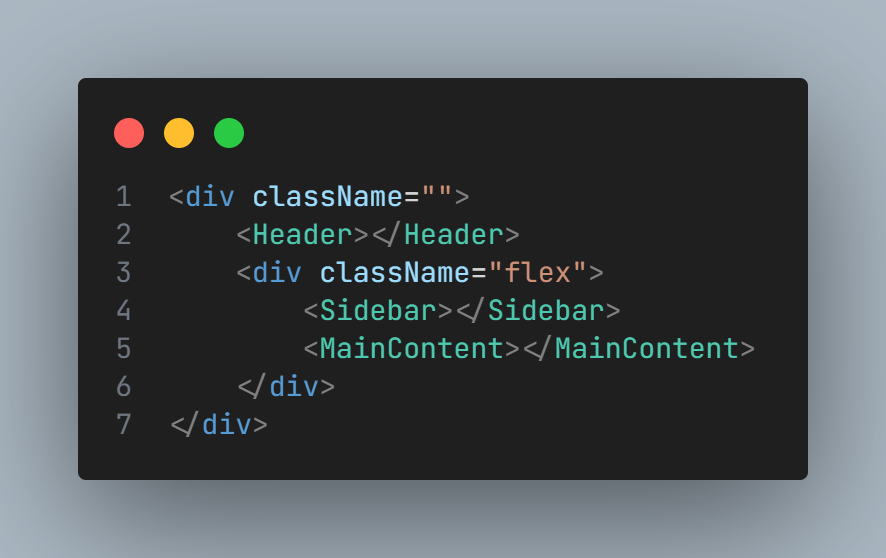 1 <div className="">
2     <Header></Header>
3     <div className="flex">
4         <Sidebar></Sidebar>
5         <MainContent></MainContent>
6     </div>
7 </div>